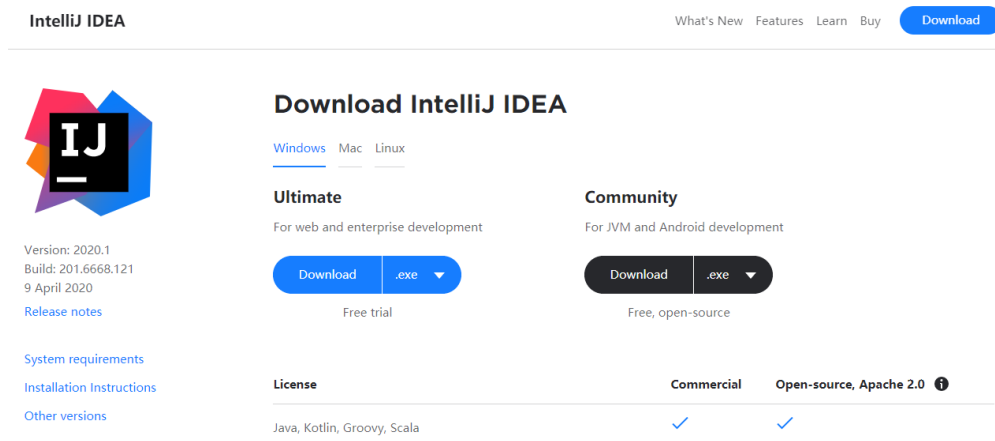 IntelliJ IDEA
What's New Features Learn Buy Download
IJ
Download IntelliJ IDEA
Windows Mac Linux
Ultimate
For web and enterprise development
Download .exe
Free trial
Community
For JVM and Android development
Download .exe
Free, open-source
Version: 2020.1
Build: 201.6668.121
9 April 2020
Release notes
System requirements
Installation Instructions
Other versions
License Commercial Open-source, Apache 2.0
Java, Kotlin, Groovy, Scala